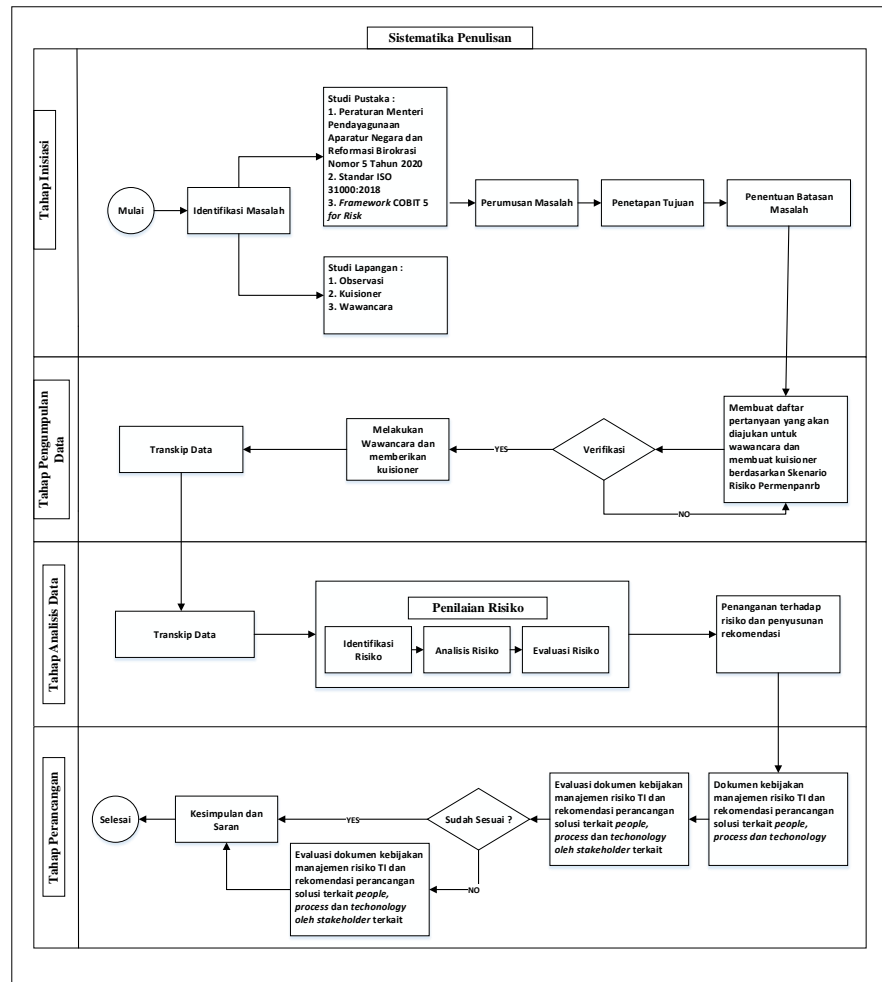 Sistematika Penulisan
Tahap Inisiasi
Mulai
Identifikasi Masalah
Studi Pustaka :
1. Peraturan Menteri
Pendayagunaan
Aparatur Negara dan
Reformasi Birokrasi
Nomor 5 Tahun 2020
2. Standar ISO
31000:2018
3. Framework COBIT 5
for Risk
Studi Lapangan :
1. Observasi
2. Kuisioner
3. Wawancara
Perumusan Masalah
Penetapan Tujuan
Penentuan Batasan
Masalah
Tahap Pengumpulan
Data
Membuat daftar
pertanyaan yang akan
diajukan untuk
wawancara dan
membuat kuisioner
berdasarkan Skenario
Risiko Permenpanrb
Verifikasi
NO
YES
Melakukan
Wawancara dan
memberikan
kuisioner
Transkip Data
Tahap Analisis Data
Transkip Data
Penilaian Risiko
Identifikasi
Risiko
Analisis Risiko
Evaluasi Risiko
Penanganan terhadap
risiko dan penyusunan
rekomendasi
Tahap Perancangan
Dokumen kebijakan
manajemen risiko TI dan
rekomendasi perancangan
solusi terkait people,
process dan techonology
Evaluasi dokumen kebijakan
manajemen risiko TI dan
rekomendasi perancangan
solusi terkait people,
process dan techonology
oleh stakeholder terkait
Sudah Sesuai ?
YES
NO
Evaluasi dokumen kebijakan
manajemen risiko TI dan
rekomendasi perancangan
solusi terkait people,
process dan techonology
oleh stakeholder terkait
Kesimpulan dan
Saran
Selesai